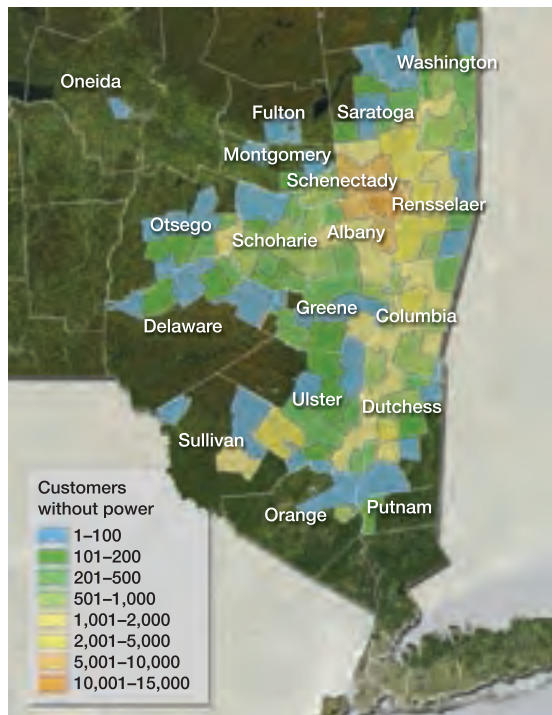 Washington
Oneida
Fulton
Saratoga
Montgomery
Schenectady
Rensselaer
Otsego
Schoharie
Albany
Greene
Columbia
Delaware
Ulster
Dutchess
Sullivan
Orange
Putnam
Customers
without power
1–100
101–200
201–500
501–1,000
1,001–2,000
2,001–5,000
5,001–10,000
10,001–15,000